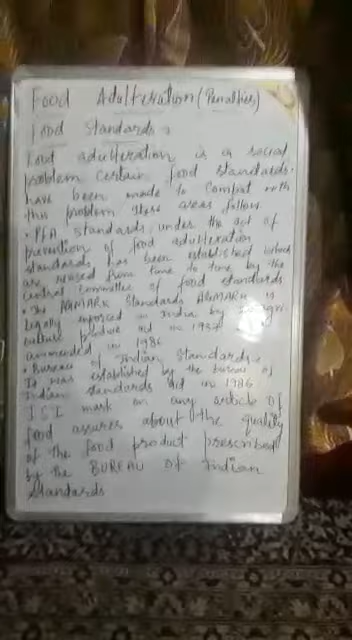 Food Adulteration (Penalties)
Food Standards:
Food adulteration is a social
problem certain food standards
have been made to combat with
this problem these are as follow
• PFA standards under the act of
prevention of food adulteration
standards has been established which
are revised from time to time by the
central committee of food standards
• The AGMARK Standards AGMARK is
legally enforced in India by
culture produce act in 1937
ammended in 1986
• Bureau of Indian Standards.
It was established by the bureau of
Indian standards act in 1986
ISI mark on any article of
food assures about the quality
of the food product prescribed
by the BUREAU of Indian
Standards